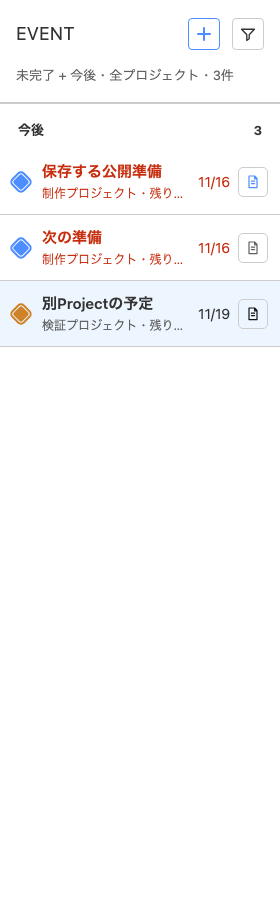 EVENT
未完了 + 今後・全プロジェクト・3件
今後 3
保存する公開準備
制作プロジェクト・残り... 11/16
次の準備
制作プロジェクト・残り... 11/16
別Projectの予定
検証プロジェクト・残り... 11/19